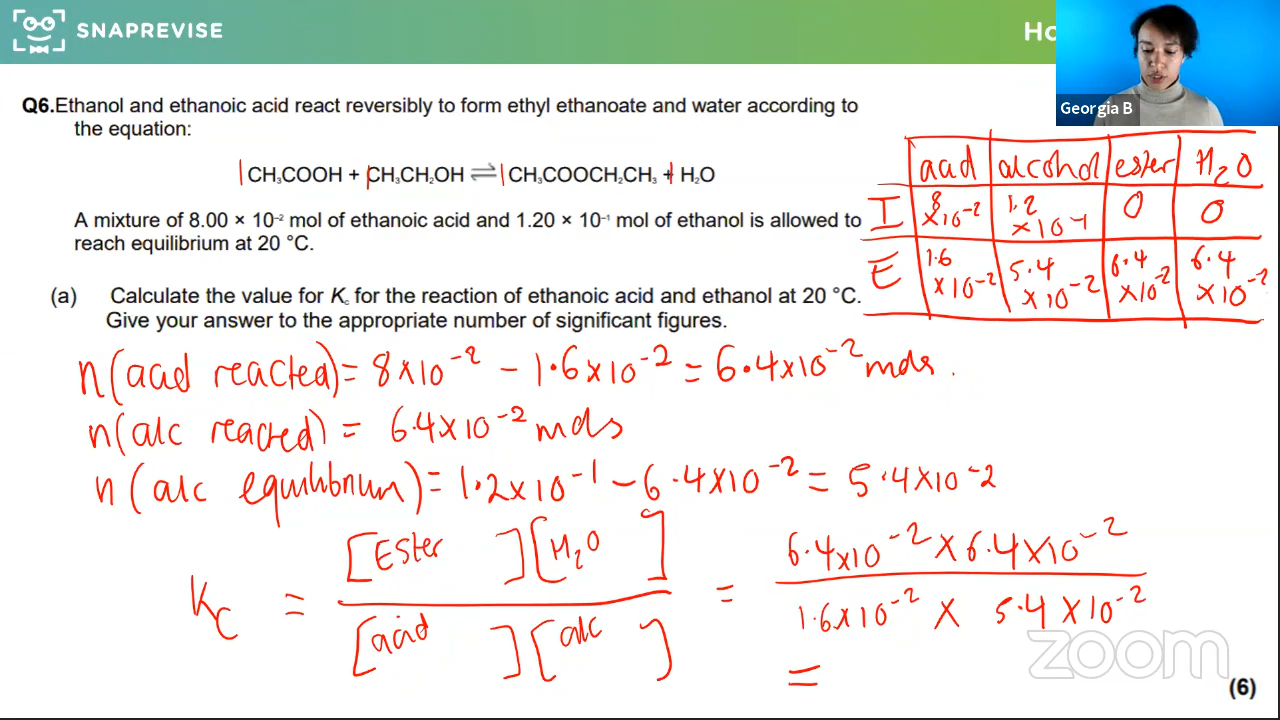 SNAPREVISE
Ho
Georgia B
Q6.Ethanol and ethanoic acid react reversibly to form ethyl ethanoate and water according to
the equation:
| CH₃COOH + |CH₃CH₂OH ⇌ | CH₃COOCH₂CH₃ + | H₂O
A mixture of 8.00 × 10⁻² mol of ethanoic acid and 1.20 × 10⁻¹ mol of ethanol is allowed to
reach equilibrium at 20 °C.
acid alcohol ester H₂O
I 8 ×10⁻² 1.2 ×10⁻¹ 0 0
E 1.6 ×10⁻² 5.4 ×10⁻² 6.4 ×10⁻² 6.4 ×10⁻²
(a) Calculate the value for K꜀ for the reaction of ethanoic acid and ethanol at 20 °C.
Give your answer to the appropriate number of significant figures.
n(acid reacted) = 8×10⁻² − 1.6×10⁻² = 6.4×10⁻² mols.
n(alc reacted) = 6.4×10⁻² mols
n(alc equilibrium) = 1.2×10⁻¹ − 6.4×10⁻² = 5.4×10⁻²
[Ester ][H₂O ] 6.4×10⁻² × 6.4×10⁻²
Kc = =
[acid ][alc ] 1.6×10⁻² × 5.4×10⁻²
=
zoom
(6)